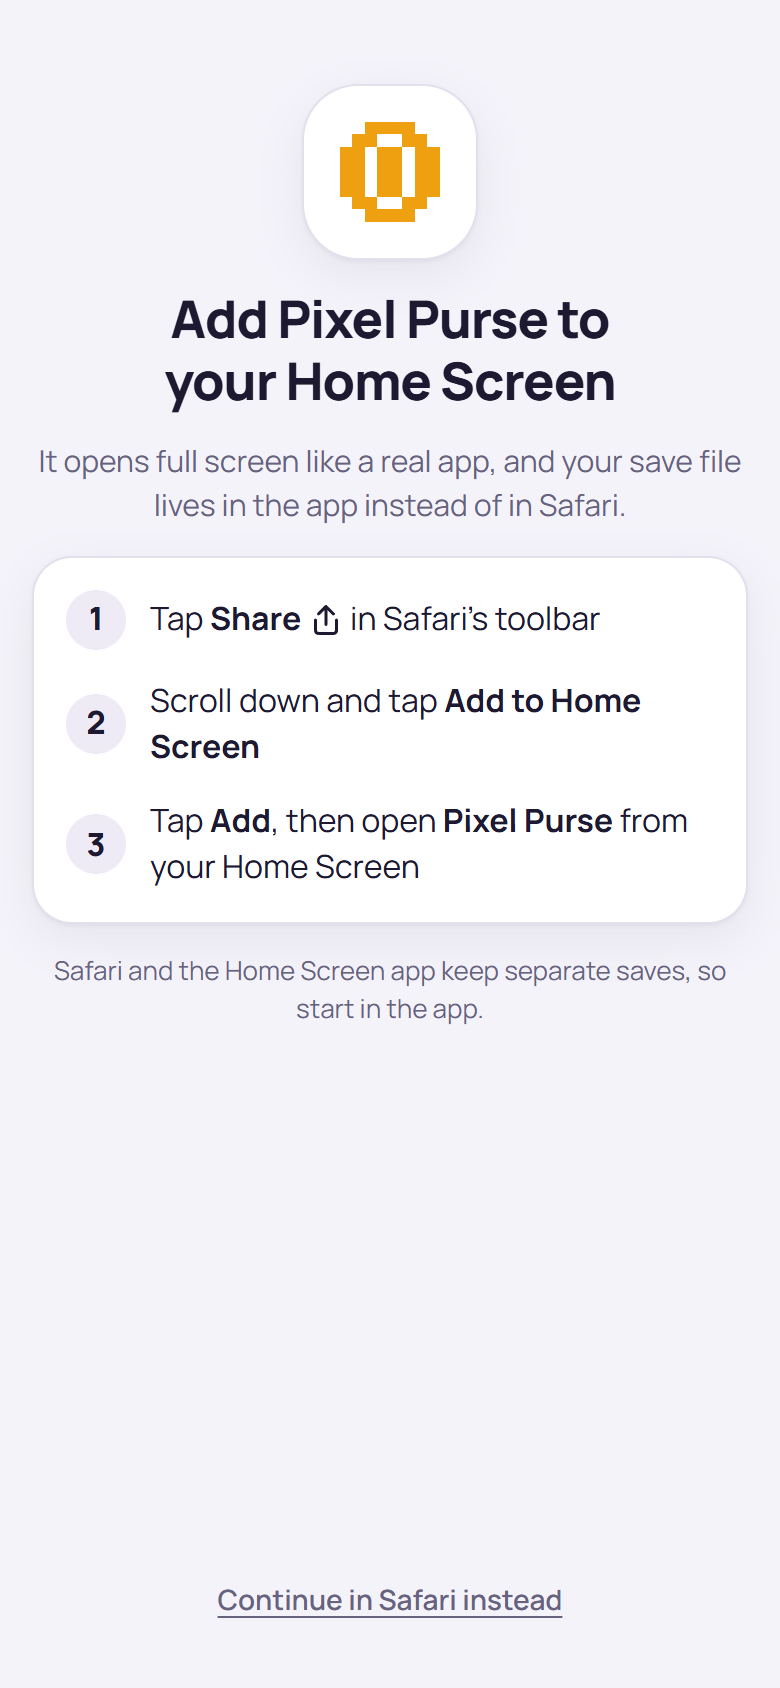 Add Pixel Purse to
your Home Screen
It opens full screen like a real app, and your save file
lives in the app instead of in Safari.
1 Tap Share in Safari’s toolbar
2 Scroll down and tap Add to Home
Screen
3 Tap Add, then open Pixel Purse from
your Home Screen
Safari and the Home Screen app keep separate saves, so
start in the app.
Continue in Safari instead